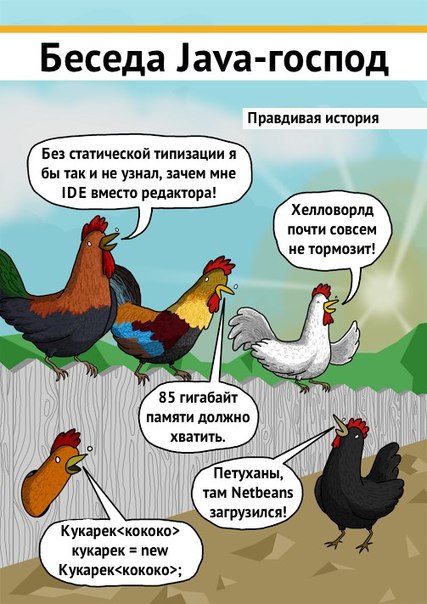 Беседа Java-господ
Правдивая история
Без статической типизации я
бы так и не узнал, зачем мне
IDE вместо редактора!
Хелловорлд
почти совсем
не тормозит!
85 гигабайт
памяти должно
хватить.
Петуханы,
там Netbeans
загрузился!
Кукарек<кококо>
кукарек = new
Кукарек<кококо>;